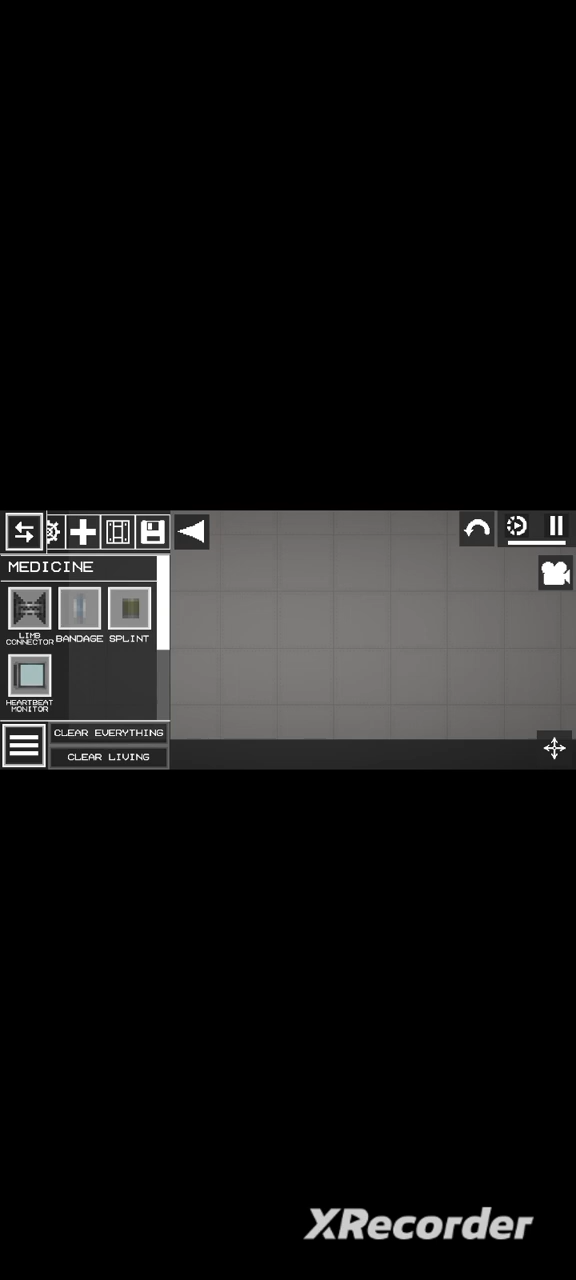 MEDICINE
LIMB
CONNECTOR
BANDAGE
SPLINT
HEARTBEAT
MONITOR
CLEAR EVERYTHING
CLEAR LIVING
XRecorder